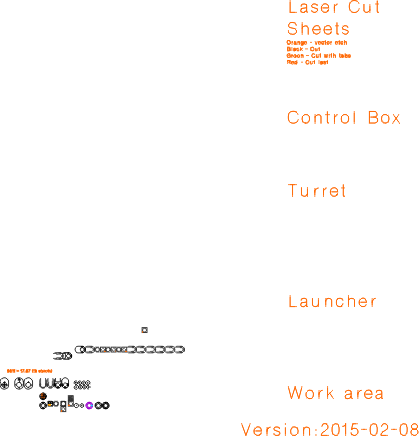 Laser Cut
Sheets
Orange - vector etch
Black - Cut
Green - Cut with tabs
Red - Cut last
Control Box
Turret
Launcher
Work area
Version:2015-02-08